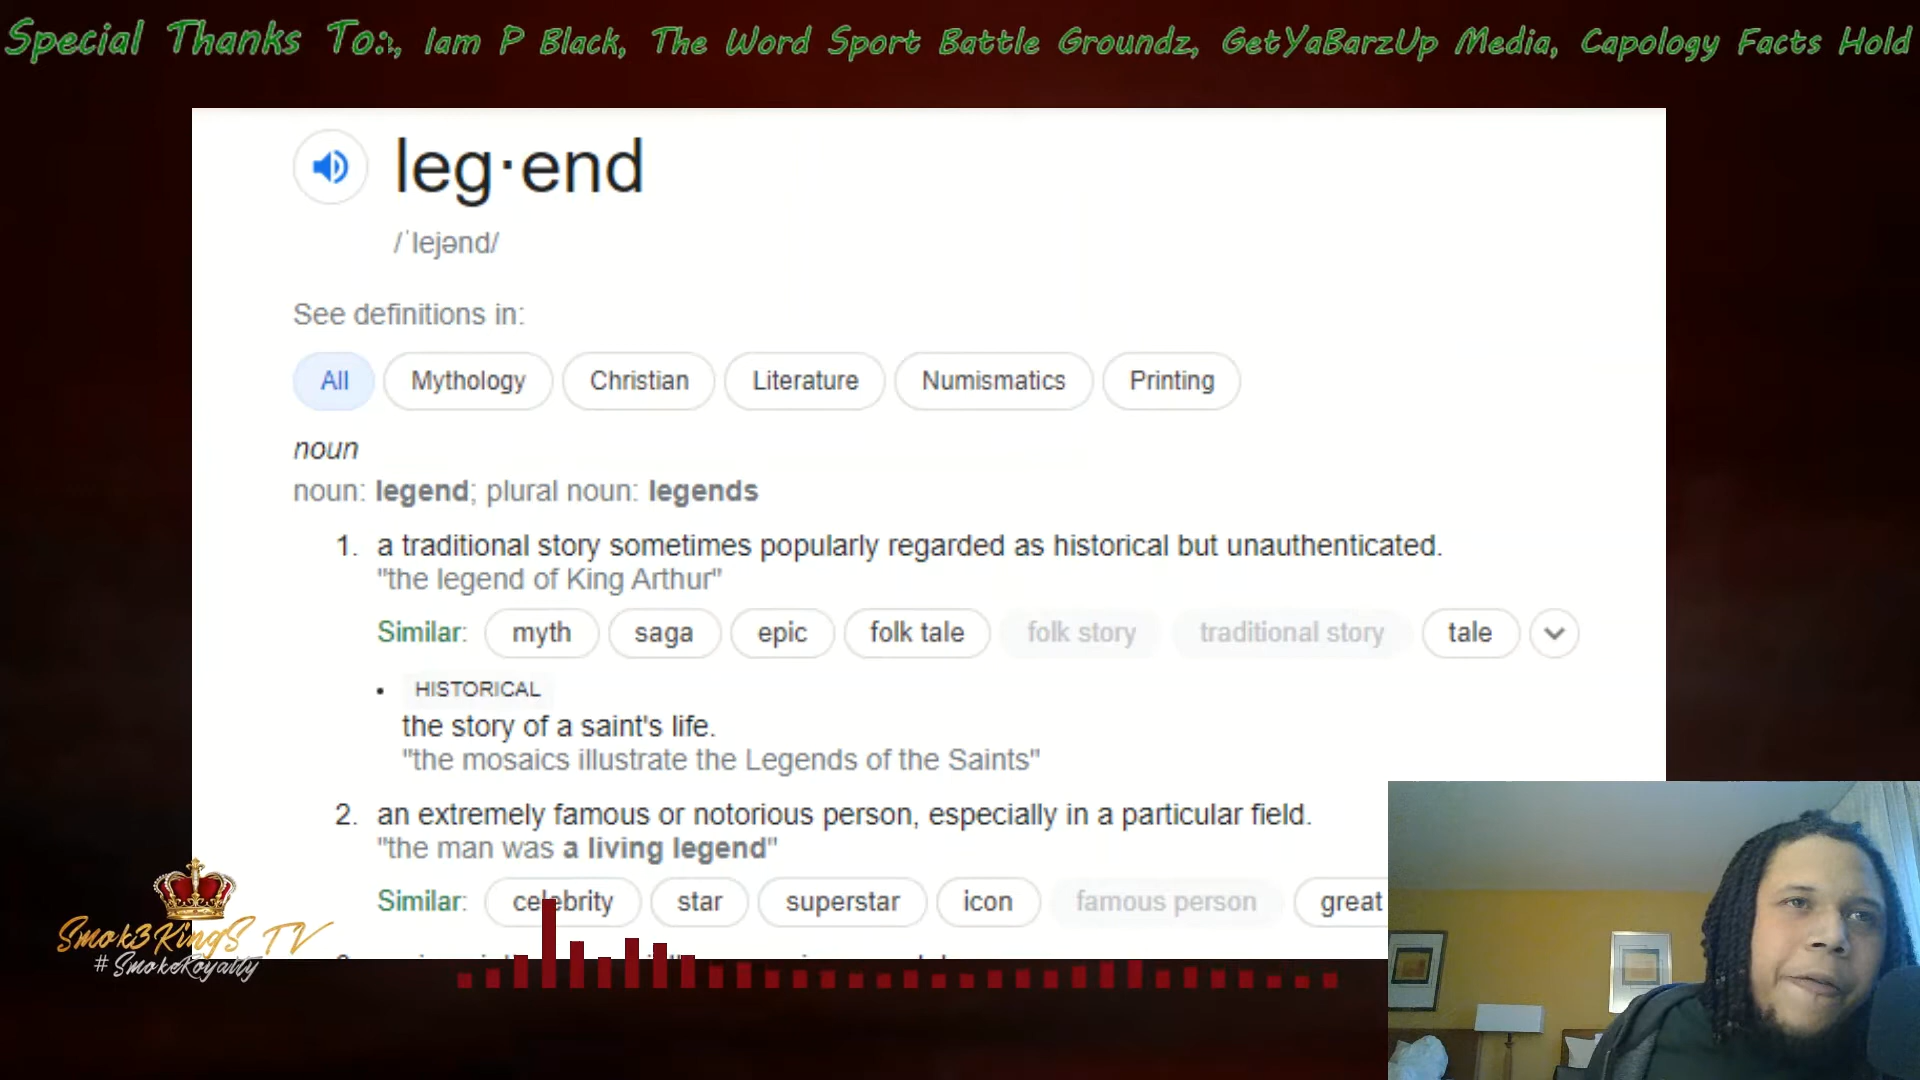 Special Thanks To:, Iam P Black, The Word Sport Battle Groundz, GetYaBarzUp Media, Capology Facts Hold
leg·end
/ˈlejənd/
See definitions in:
All Mythology Christian Literature Numismatics Printing
noun
noun: legend; plural noun: legends
1. a traditional story sometimes popularly regarded as historical but unauthenticated.
"the legend of King Arthur"
Similar: myth saga epic folk tale folk story traditional story tale
• HISTORICAL
the story of a saint's life.
"the mosaics illustrate the Legends of the Saints"
2. an extremely famous or notorious person, especially in a particular field.
"the man was a living legend"
Similar: celebrity star superstar icon famous person great
Smok3KingS TV
#SmokeRoyalty